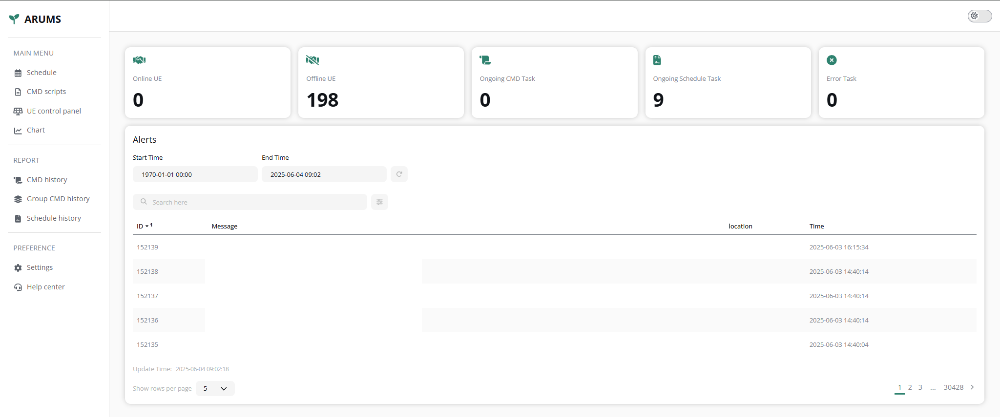 ARUMS
MAIN MENU
Schedule
CMD scripts
UE control panel
Chart
REPORT
CMD history
Group CMD history
Schedule history
PREFERENCE
Settings
Help center
Online UE
0
Offline UE
198
Ongoing CMD Task
0
Ongoing Schedule Task
9
Error Task
0
Alerts
Start Time End Time
1970-01-01 00:00 2025-06-04 09:02
Search here
ID 1 Message location Time
152139 2025-06-03 16:15:34
152138 2025-06-03 14:40:14
152137 2025-06-03 14:40:14
152136 2025-06-03 14:40:14
152135 2025-06-03 14:40:04
Update Time: 2025-06-04 09:02:18
Show rows per page 5
1 2 3 ... 30428